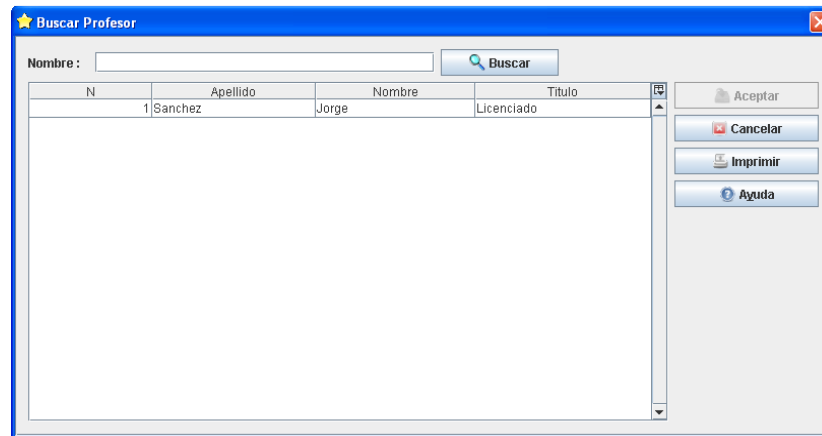 Buscar Profesor
Nombre : Buscar
N Apellido Nombre Titulo
1 Sanchez Jorge Licenciado
Aceptar
Cancelar
Imprimir
Ayuda